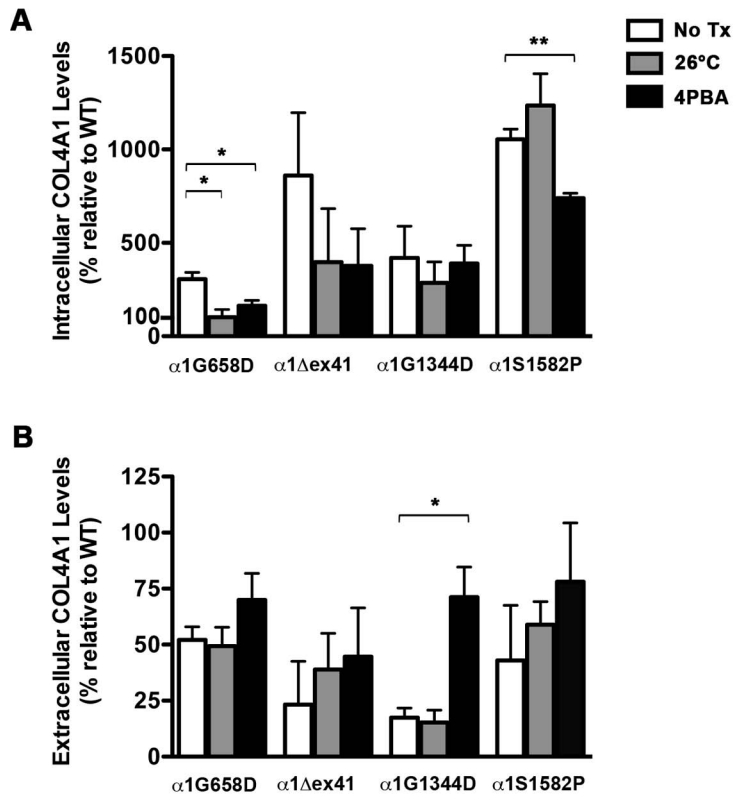 A
Intracellular COL4A1 Levels
(% relative to WT)
1500
1000
500
100
0
*
*
**
No Tx
26°C
4PBA
α1G658D α1Δex41 α1G1344D α1S1582P
B
Extracellular COL4A1 Levels
(% relative to WT)
125
100
75
50
25
0
*
α1G658D α1Δex41 α1G1344D α1S1582P